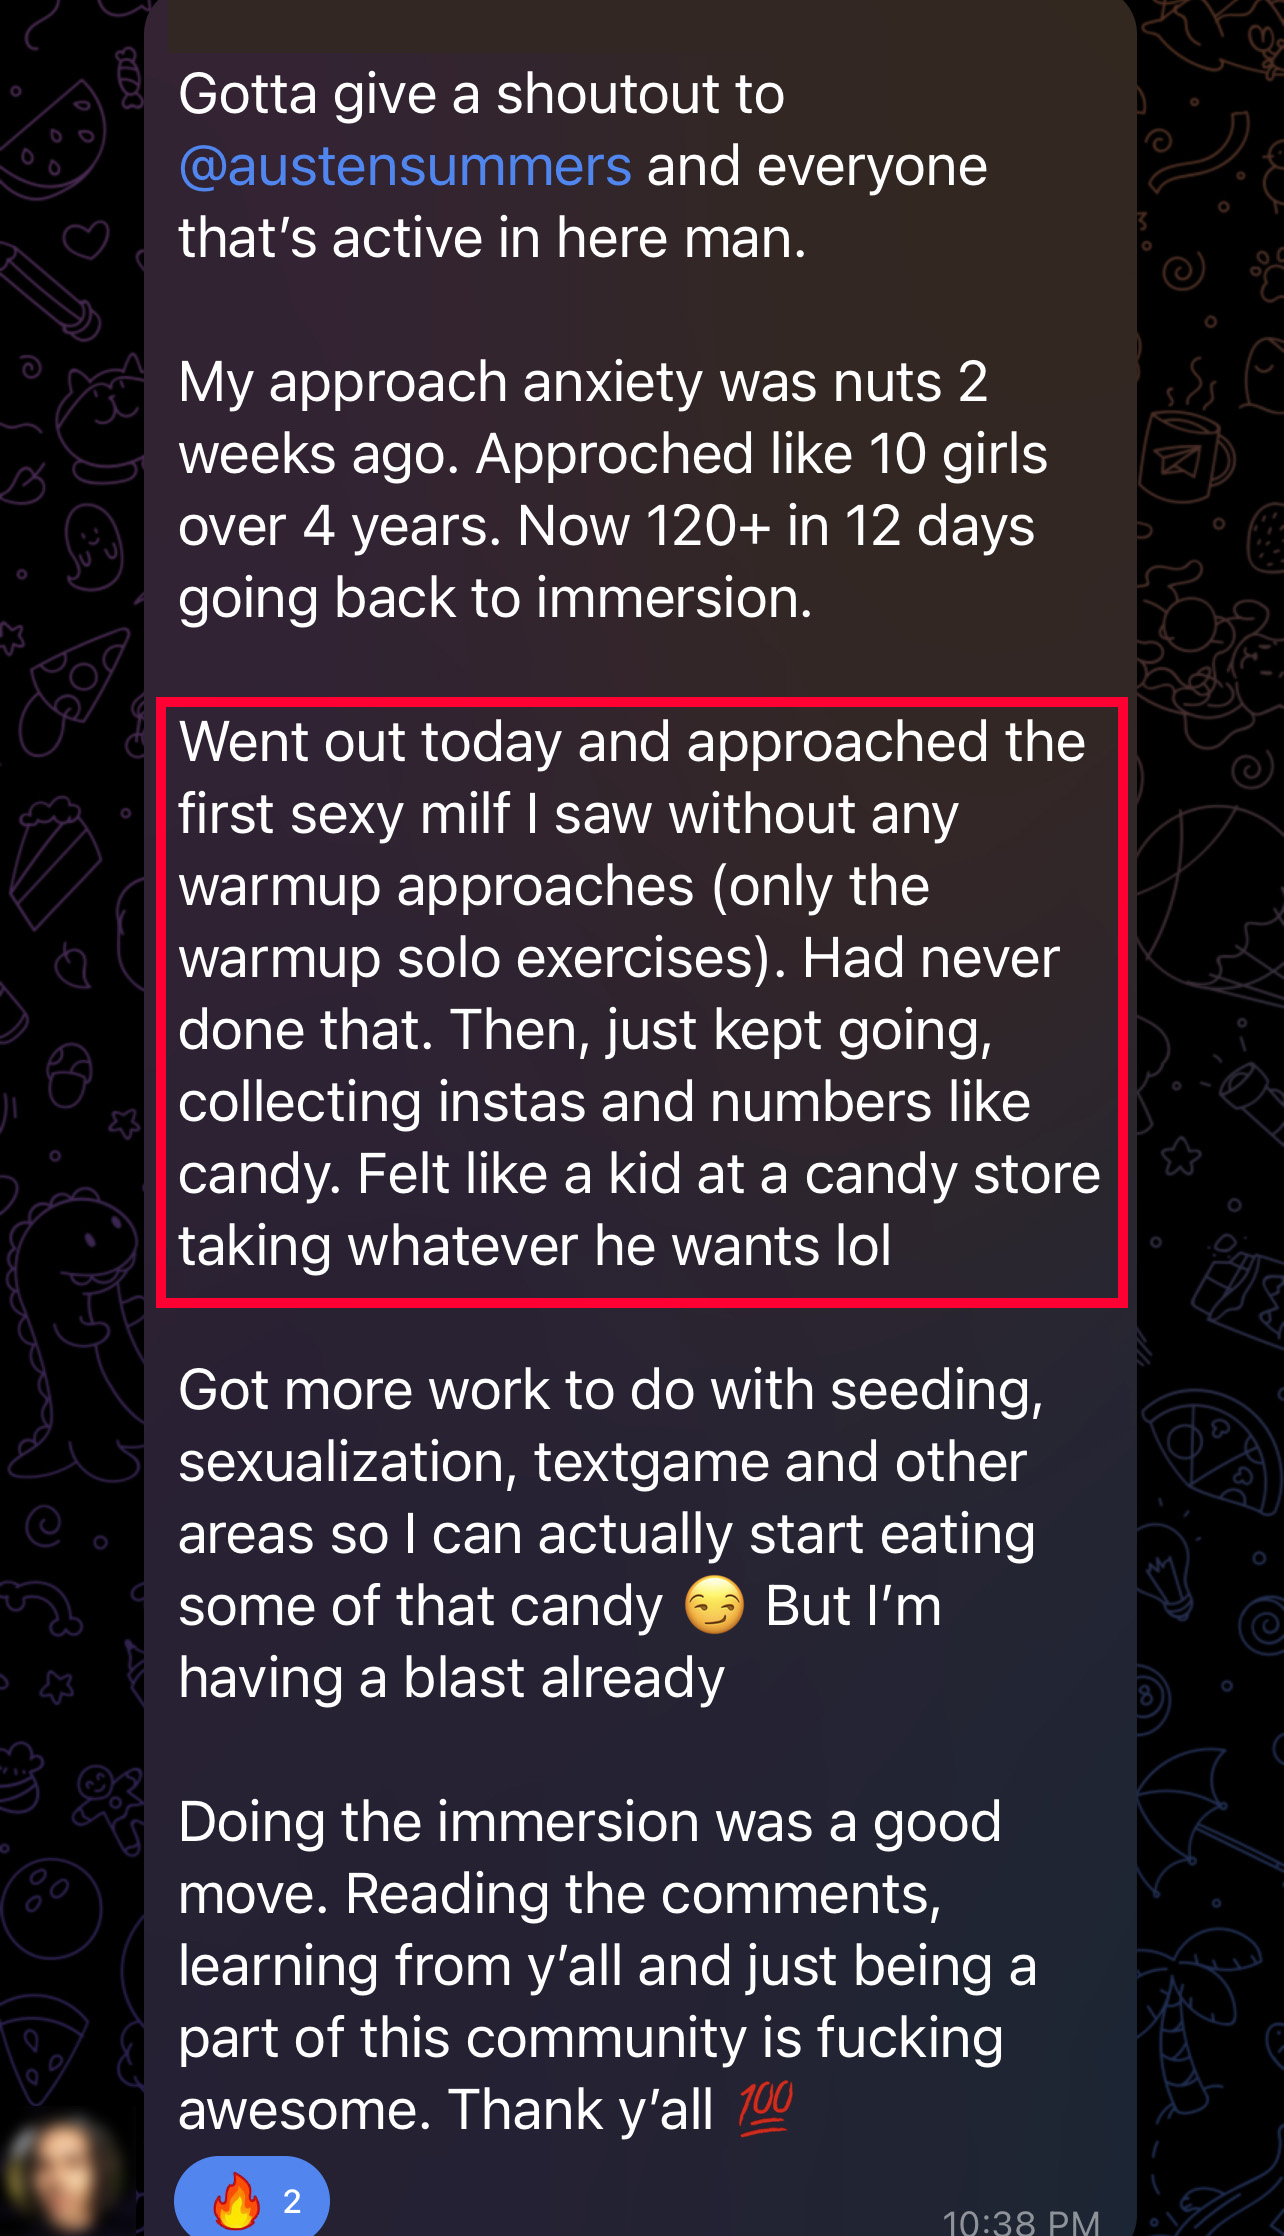 Gotta give a shoutout to
@austensummers and everyone
that’s active in here man.
My approach anxiety was nuts 2
weeks ago. Approched like 10 girls
over 4 years. Now 120+ in 12 days
going back to immersion.
Went out today and approached the
first sexy milf I saw without any
warmup approaches (only the
warmup solo exercises). Had never
done that. Then, just kept going,
collecting instas and numbers like
candy. Felt like a kid at a candy store
taking whatever he wants lol
Got more work to do with seeding,
sexualization, textgame and other
areas so I can actually start eating
some of that candy 😏 But I’m
having a blast already
Doing the immersion was a good
move. Reading the comments,
learning from y’all and just being a
part of this community is fucking
awesome. Thank y’all 💯
🔥 2
10:38 PM